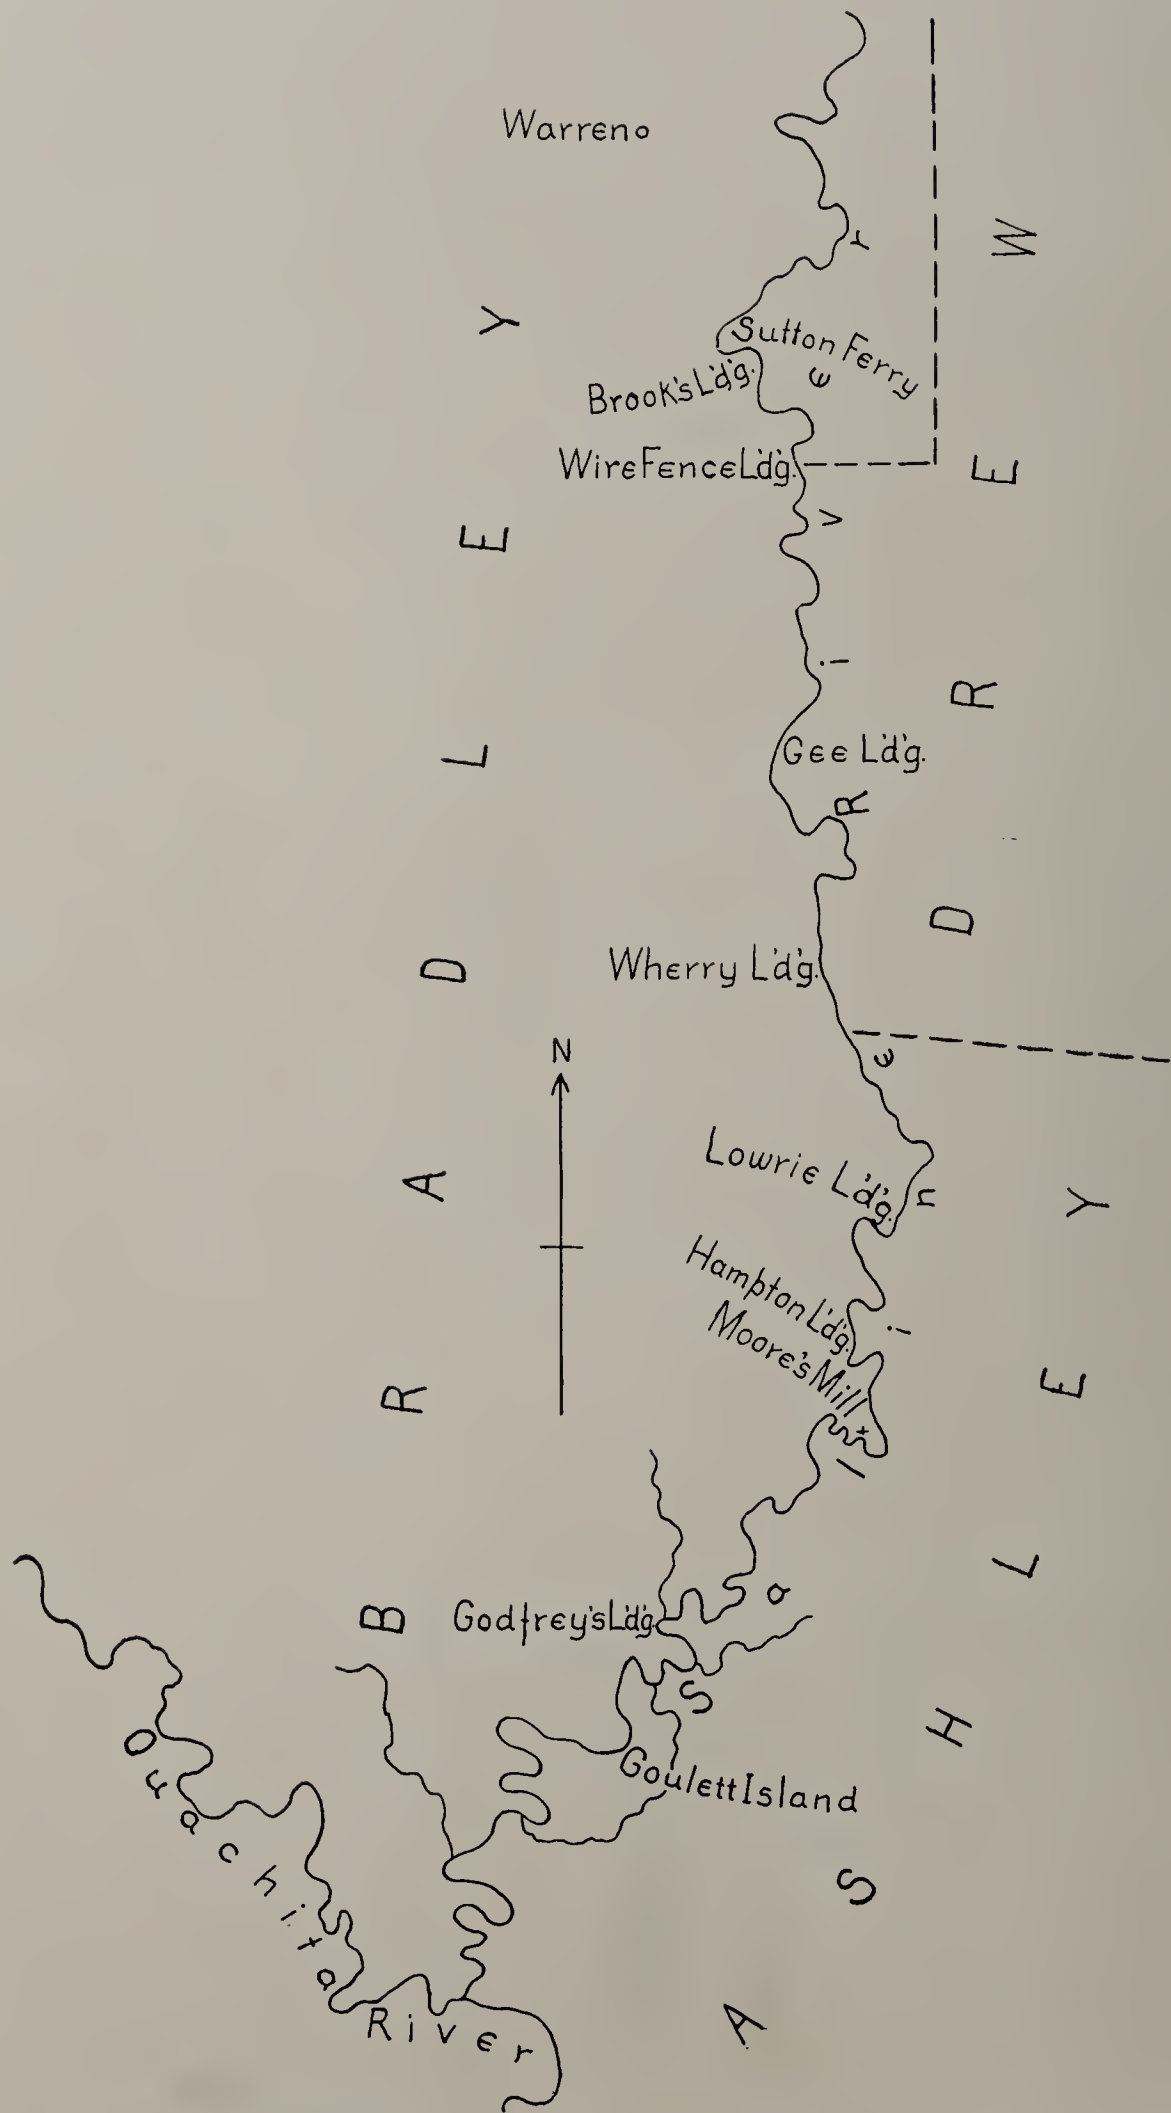 Warren
Sutton Ferry
Brook's L'd'g.
Wire Fence L'd'g.
Gee L'd'g.
Wherry L'd'g.
N
Lowrie L'd'g.
Hampton L'd'g.
Moore's Mill
Godfrey's L'd'g.
Goulett Island
Saline River
Ouachita River
BRADLEY
DREW
ASHLEY